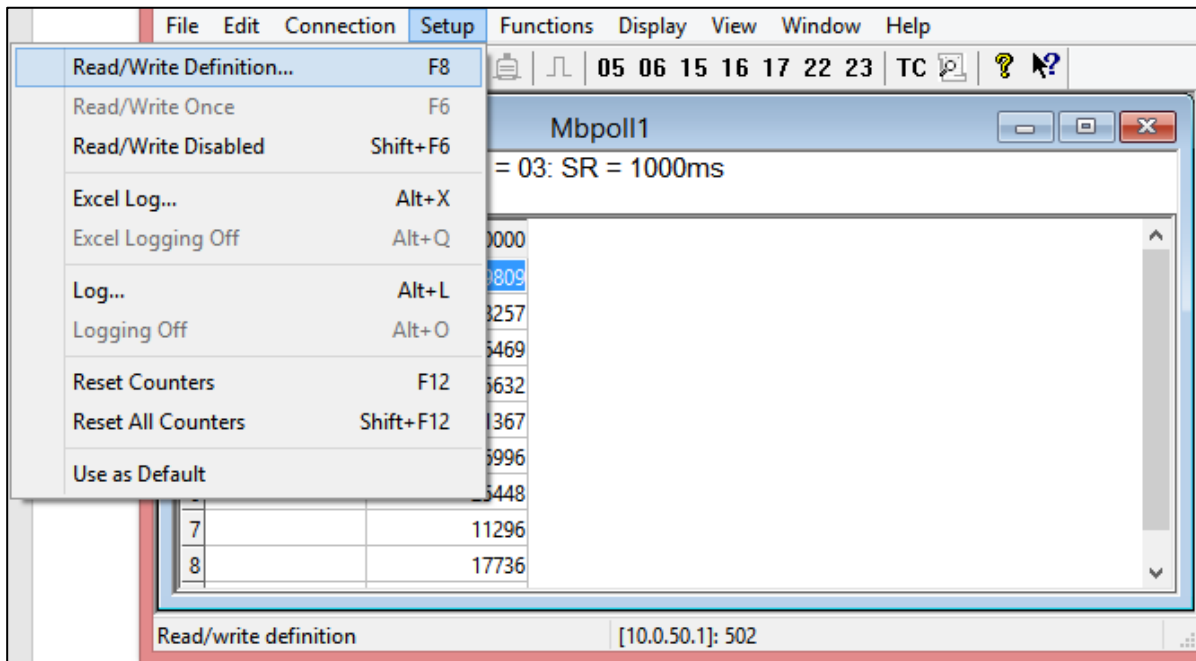 File Edit Connection Setup Functions Display View Window Help
Read/Write Definition... F8
05 06 15 16 17 22 23 TC
Read/Write Once F6
Read/Write Disabled Shift+F6
Mbpoll1
= 03: SR = 1000ms
Excel Log... Alt+X
Excel Logging Off Alt+Q
Log... Alt+L
Logging Off Alt+O
Reset Counters F12
Reset All Counters Shift+F12
Use as Default
7 11296
8 17736
Read/write definition [10.0.50.1]: 502